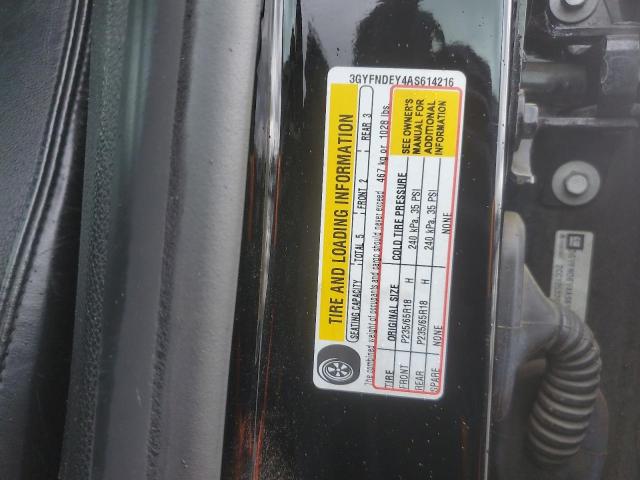 3GYFNDEY4AS614216
TIRE AND LOADING INFORMATION
SEATING CAPACITY TOTAL 5 FRONT 2 REAR 3
The combined weight of occupants and cargo should never exceed 467 kg or 1028 lbs.
TIRE ORIGINAL SIZE COLD TIRE PRESSURE
FRONT P235/65R18 H 240 kPa, 35 PSI
REAR P235/65R18 H 240 kPa, 35 PSI
SPARE NONE NONE
SEE OWNER'S
MANUAL FOR
ADDITIONAL
INFORMATION